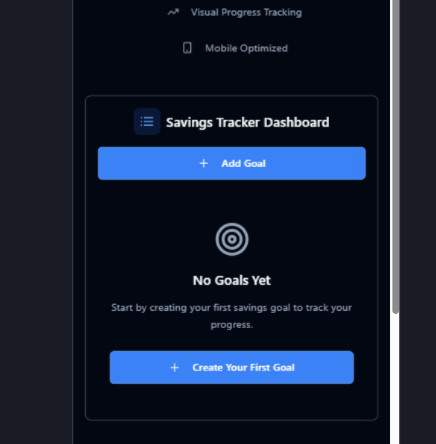 Visual Progress Tracking
Mobile Optimized
Savings Tracker Dashboard
+ Add Goal
No Goals Yet
Start by creating your first savings goal to track your
progress.
+ Create Your First Goal